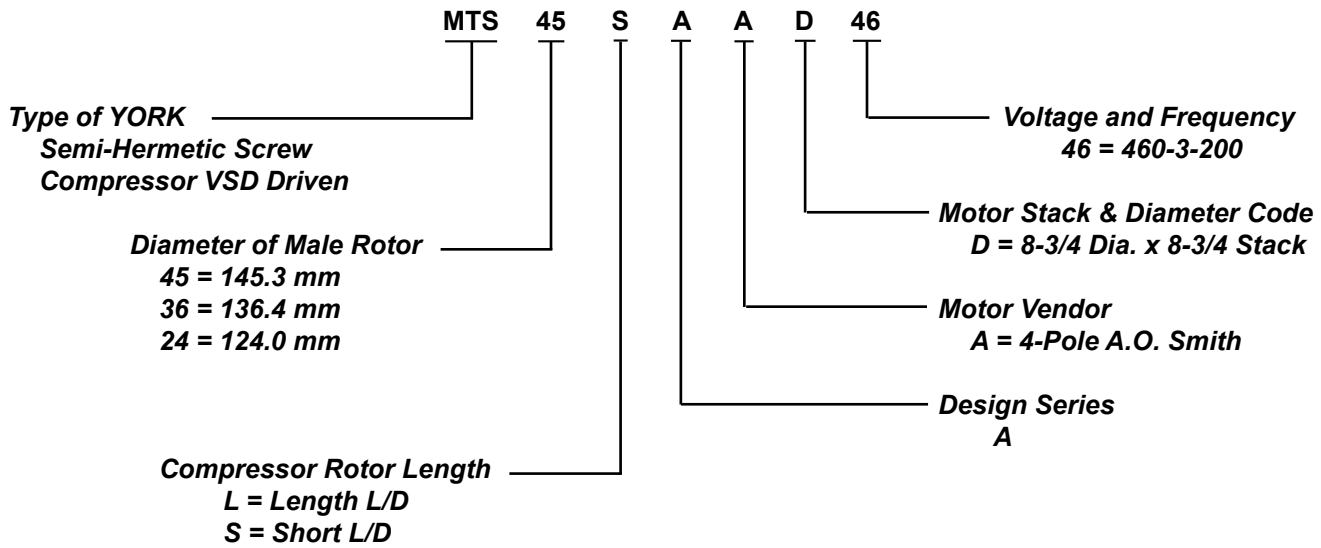 MTS 45 S A A D 46
Type of YORK
Semi-Hermetic Screw
Compressor VSD Driven
Diameter of Male Rotor
45 = 145.3 mm
36 = 136.4 mm
24 = 124.0 mm
Compressor Rotor Length
L = Length L/D
S = Short L/D
Voltage and Frequency
46 = 460-3-200
Motor Stack & Diameter Code
D = 8-3/4 Dia. x 8-3/4 Stack
Motor Vendor
A = 4-Pole A.O. Smith
Design Series
A